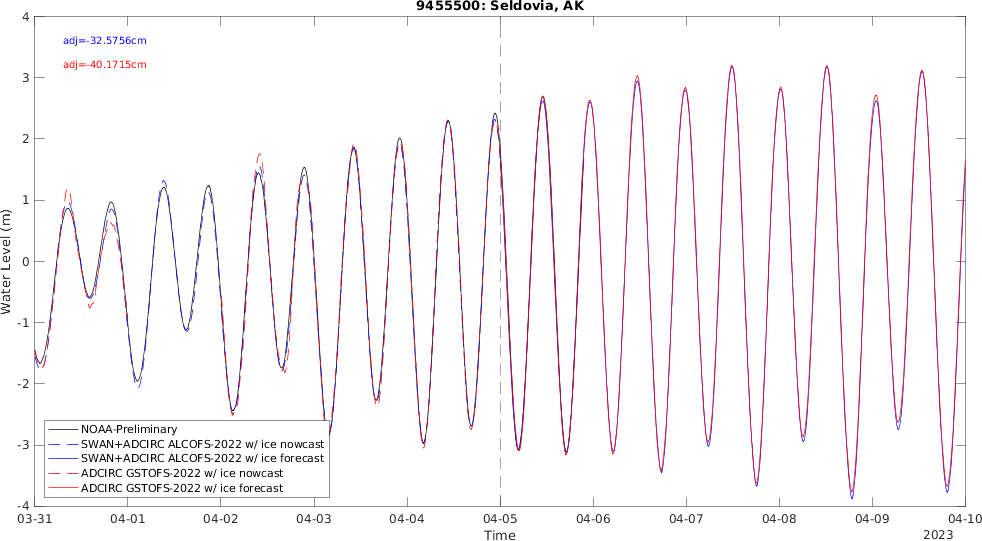 9455500: Seldovia, AK
adj=-32.5756cm
adj=-40.1715cm
Water Level (m)
4
3
2
1
0
-1
-2
-3
-4
NOAA-Preliminary
SWAN+ADCIRC ALCOFS-2022 w/ ice nowcast
SWAN+ADCIRC ALCOFS-2022 w/ ice forecast
ADCIRC GSTOFS-2022 w/ ice nowcast
ADCIRC GSTOFS-2022 w/ ice forecast
03-31 04-01 04-02 04-03 04-04 04-05 04-06 04-07 04-08 04-09 04-10
Time
2023